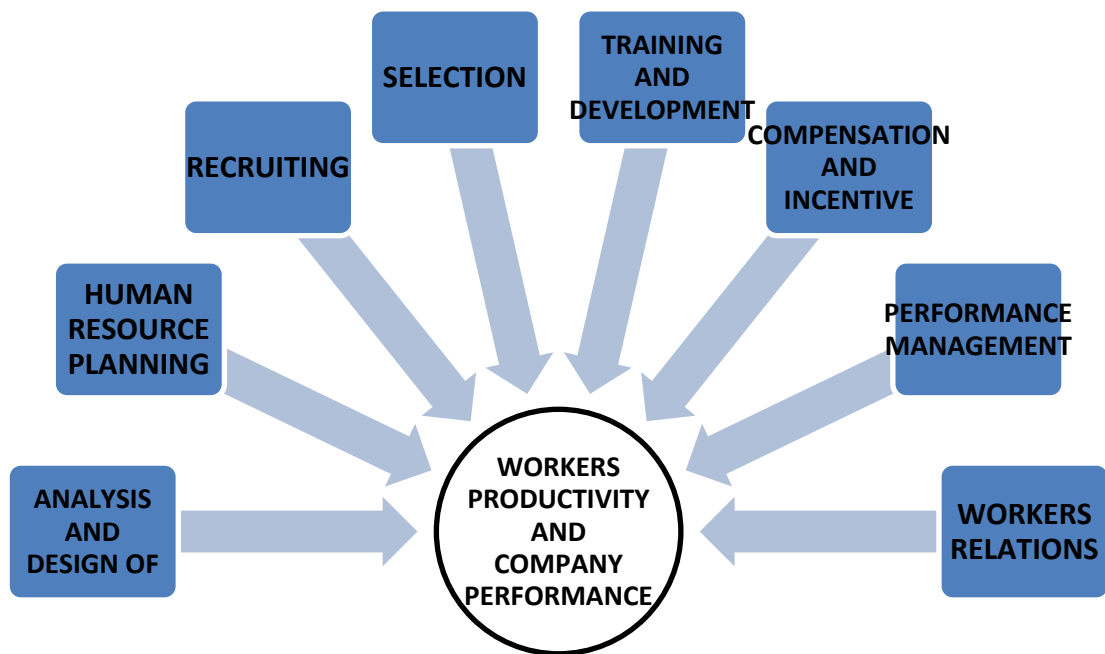 SELECTION
TRAINING
AND
DEVELOPMENT
RECRUITING
COMPENSATION
AND
INCENTIVE
HUMAN
RESOURCE
PLANNING
PERFORMANCE
MANAGEMENT
ANALYSIS
AND
DESIGN OF
WORKERS
PRODUCTIVITY
AND
COMPANY
PERFORMANCE
WORKERS
RELATIONS